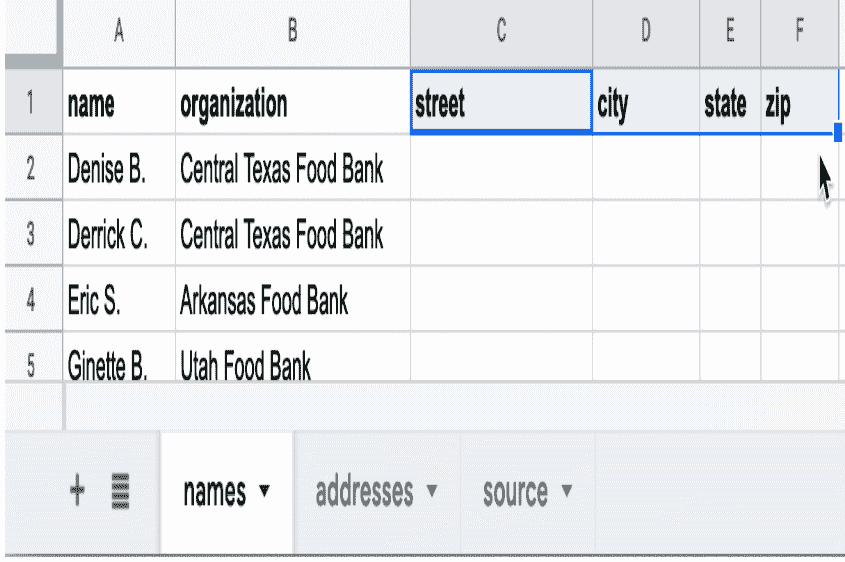 A B C D E F
1 name organization street city state zip
2 Denise B. Central Texas Food Bank
3 Derrick C. Central Texas Food Bank
4 Eric S. Arkansas Food Bank
5 Ginette B. Utah Food Bank
+ names addresses source